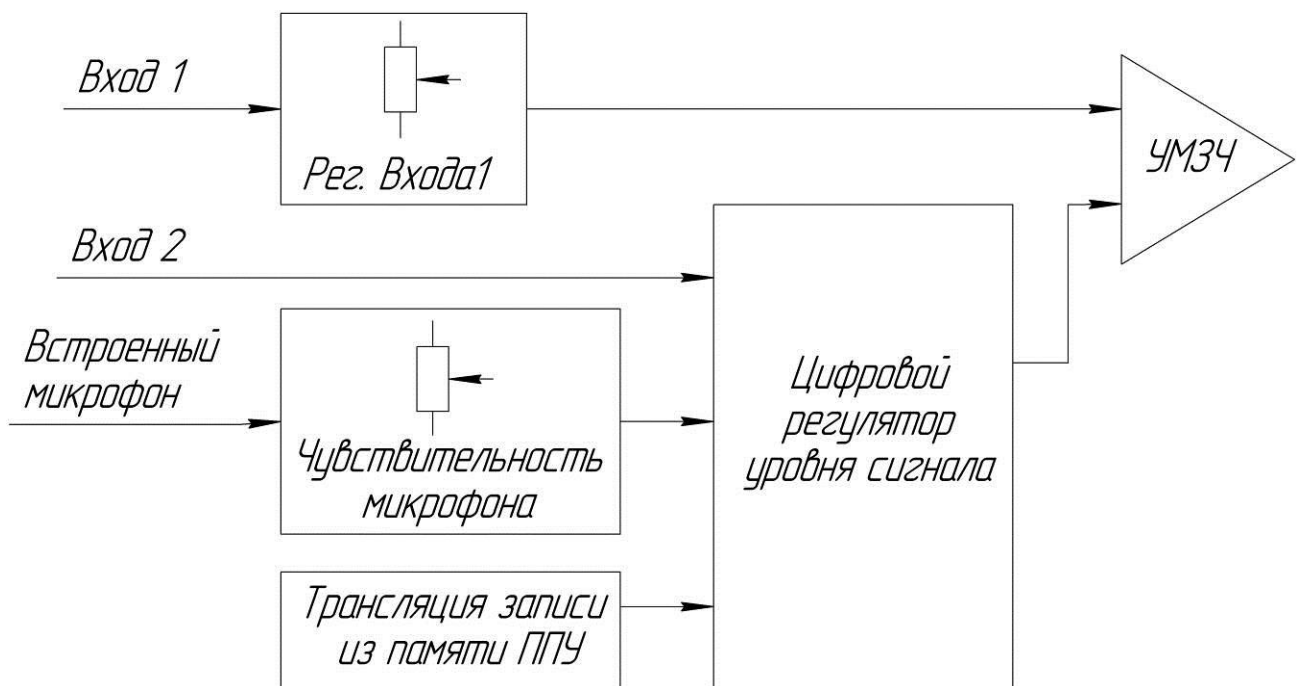 Вход 1
Рег. Входа1
УМЗЧ
Вход 2
Встроенный
микрофон
Чувствительность
микрофона
Цифровой
регулятор
уровня сигнала
Трансляция записи
из памяти ППУ